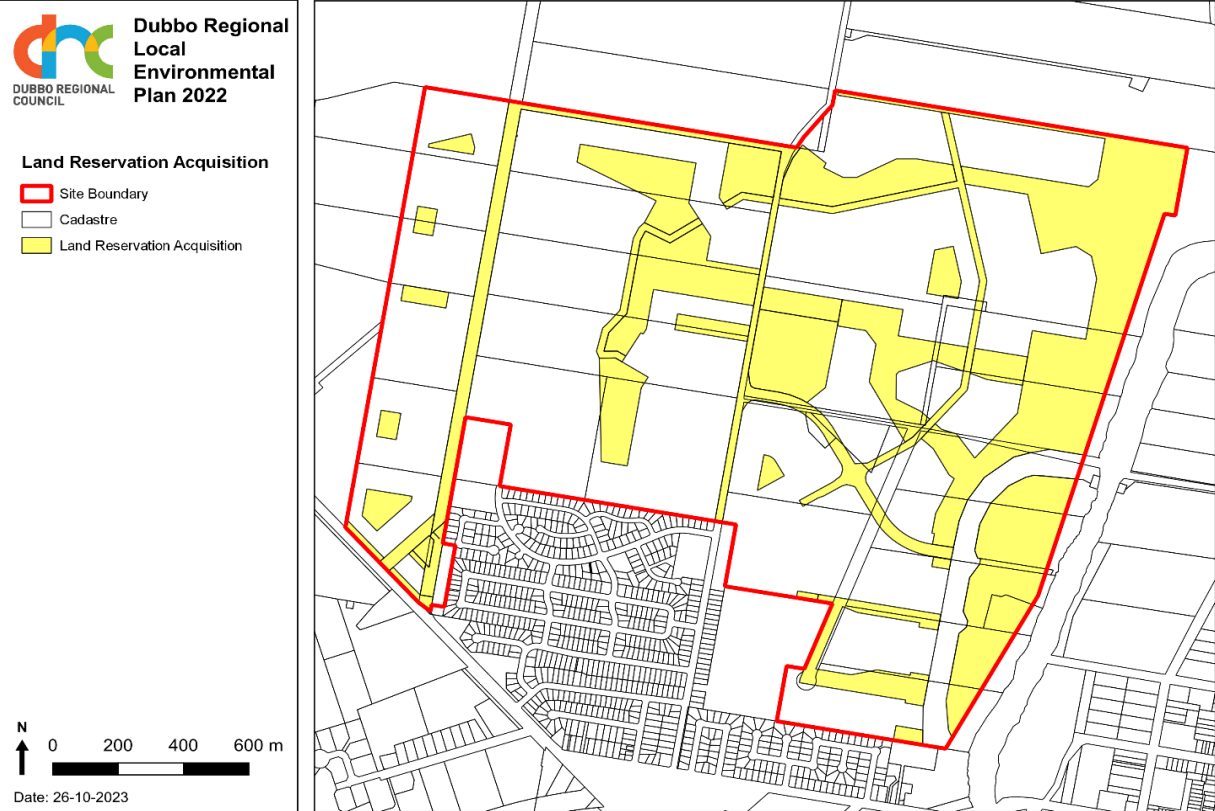 Dubbo Regional
Local
Environmental
Plan 2022
DUBBO REGIONAL
COUNCIL
Land Reservation Acquisition
Site Boundary
Cadastre
Land Reservation Acquisition
N
0 200 400 600 m
Date: 26-10-2023